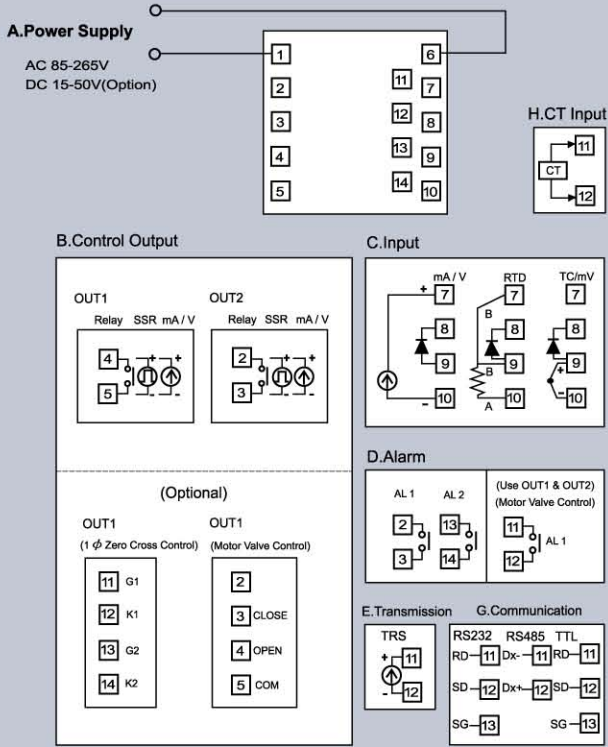 A.Power Supply
AC 85-265V
DC 15-50V(Option)
1 6
2 11 7
3 12 8
4 13 9
5 14 10
H.CT Input
11
CT
12
B.Control Output
OUT1 OUT2
Relay SSR mA / V Relay SSR mA / V
4 + + 2 + +
5 - - 3 - -
(Optional)
OUT1 OUT1
(1 ϕ Zero Cross Control) (Motor Valve Control)
11 G1 2
12 K1 3 CLOSE
13 G2 4 OPEN
14 K2 5 COM
C.Input
mA / V RTD TC/mV
+ 7 7 7
B
8 8 8
9 B 9 9
+
- 10 A 10 - 10
D.Alarm
AL 1 AL 2
2 13
3 14
(Use OUT1 & OUT2)
(Motor Valve Control)
11
AL 1
12
E.Transmission
TRS
+ 11
- 12
G.Communication
RS232 RS485 TTL
RD 11 Dx- 11 RD 11
SD 12 Dx+ 12 SD 12
SG 13 SG 13